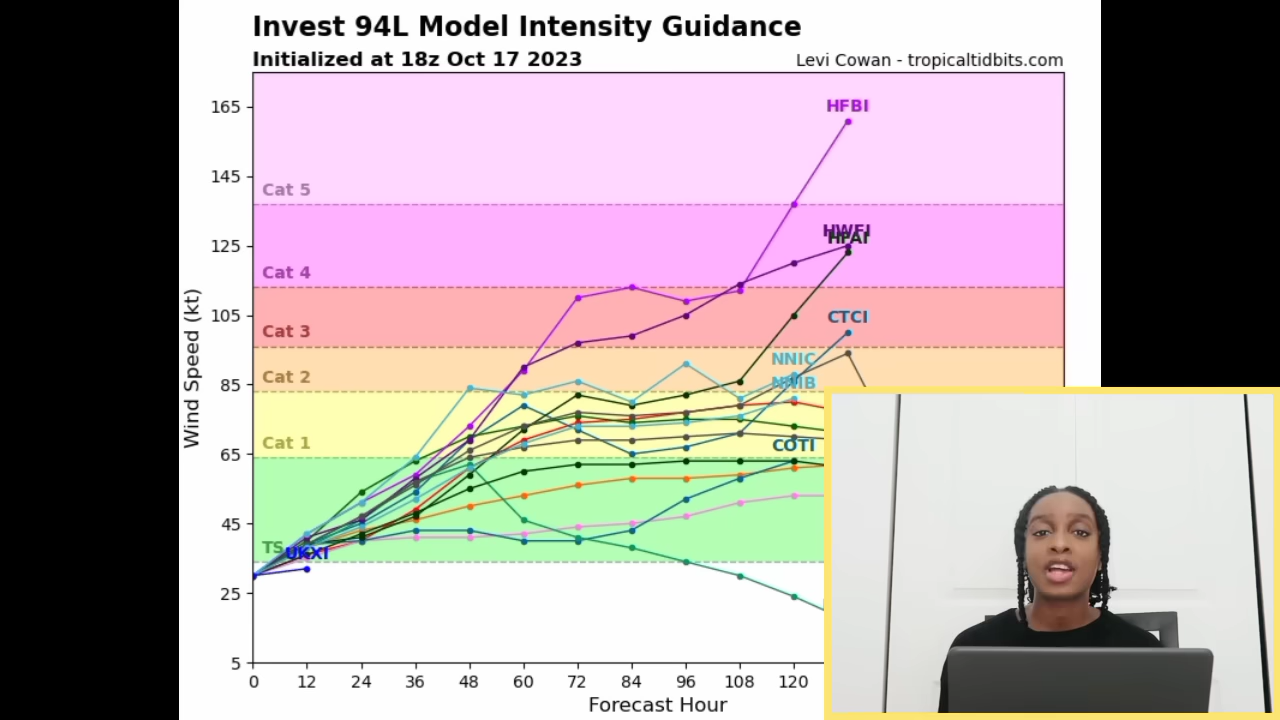 Invest 94L Model Intensity Guidance
Initialized at 18z Oct 17 2023
Levi Cowan - tropicaltidbits.com
165
HFBI
145
Cat 5
HWFI
125
HFAI
Cat 4
105
CTCI
Cat 3
NNIC
85
Cat 2
NNIB
65
Cat 1
COTI
45
TS
UKXI
25
5
Wind Speed (kt)
0 12 24 36 48 60 72 84 96 108 120
Forecast Hour